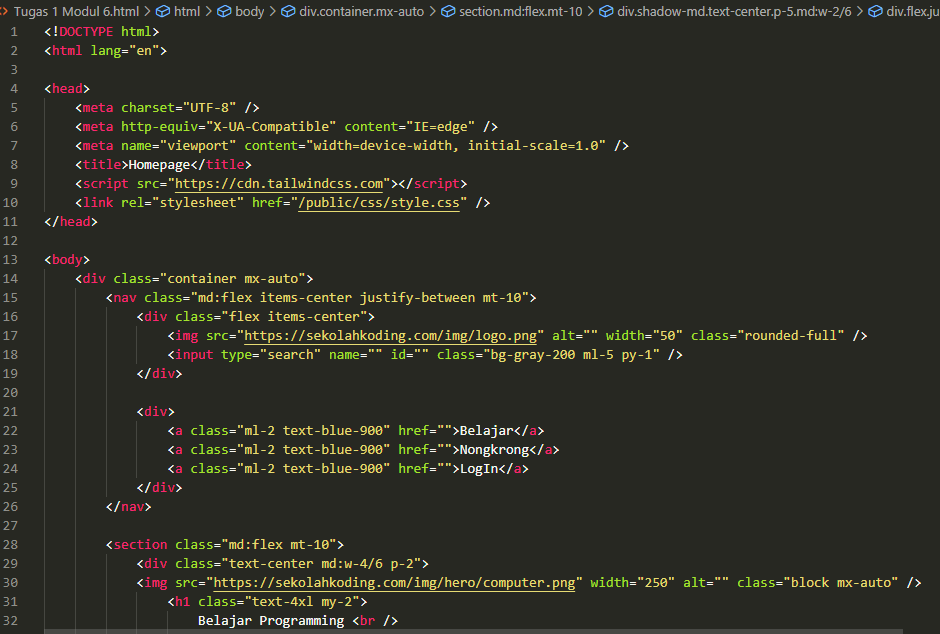 Tugas 1 Modul 6.html > html > body > div.container.mx-auto > section.md:flex.mt-10 > div.shadow-md.text-center.p-5.md:w-2/6 > div.flex.ju
1 <!DOCTYPE html>
2 <html lang="en">
3
4 <head>
5 <meta charset="UTF-8" />
6 <meta http-equiv="X-UA-Compatible" content="IE=edge" />
7 <meta name="viewport" content="width=device-width, initial-scale=1.0" />
8 <title>Homepage</title>
9 <script src="https://cdn.tailwindcss.com"></script>
10 <link rel="stylesheet" href="/public/css/style.css" />
11 </head>
12
13 <body>
14 <div class="container mx-auto">
15 <nav class="md:flex items-center justify-between mt-10">
16 <div class="flex items-center">
17 <img src="https://sekolahkoding.com/img/logo.png" alt="" width="50" class="rounded-full" />
18 <input type="search" name="" id="" class="bg-gray-200 ml-5 py-1" />
19 </div>
20
21 <div>
22 <a class="ml-2 text-blue-900" href="">Belajar</a>
23 <a class="ml-2 text-blue-900" href="">Nongkrong</a>
24 <a class="ml-2 text-blue-900" href="">LogIn</a>
25 </div>
26 </nav>
27
28 <section class="md:flex mt-10">
29 <div class="text-center md:w-4/6 p-2">
30 <img src="https://sekolahkoding.com/img/hero/computer.png" width="250" alt="" class="block mx-auto" />
31 <h1 class="text-4xl my-2">
32 Belajar Programming <br />